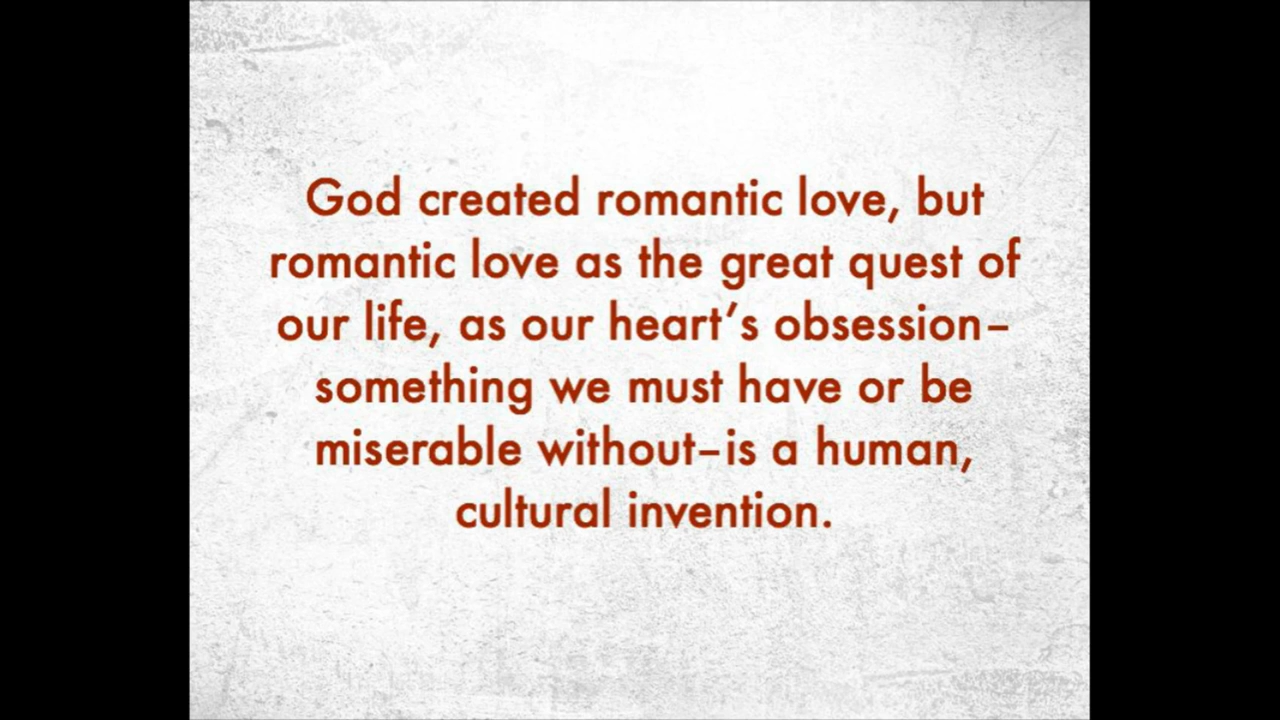 God created romantic love, but
romantic love as the great quest of
our life, as our heart’s obsession–
something we must have or be
miserable without–is a human,
cultural invention.